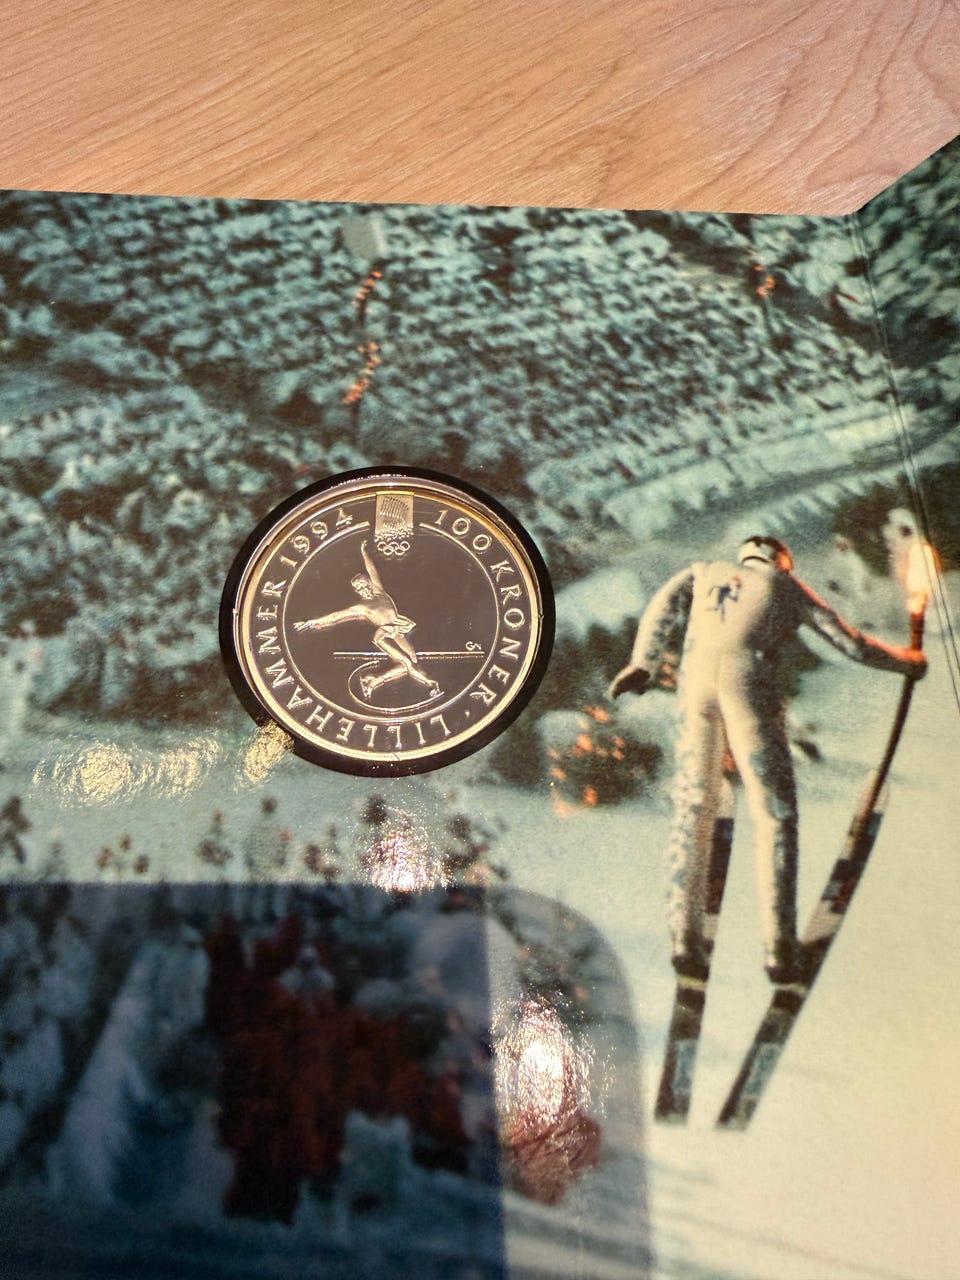 100 KRONER · LILLEHAMMER 1994